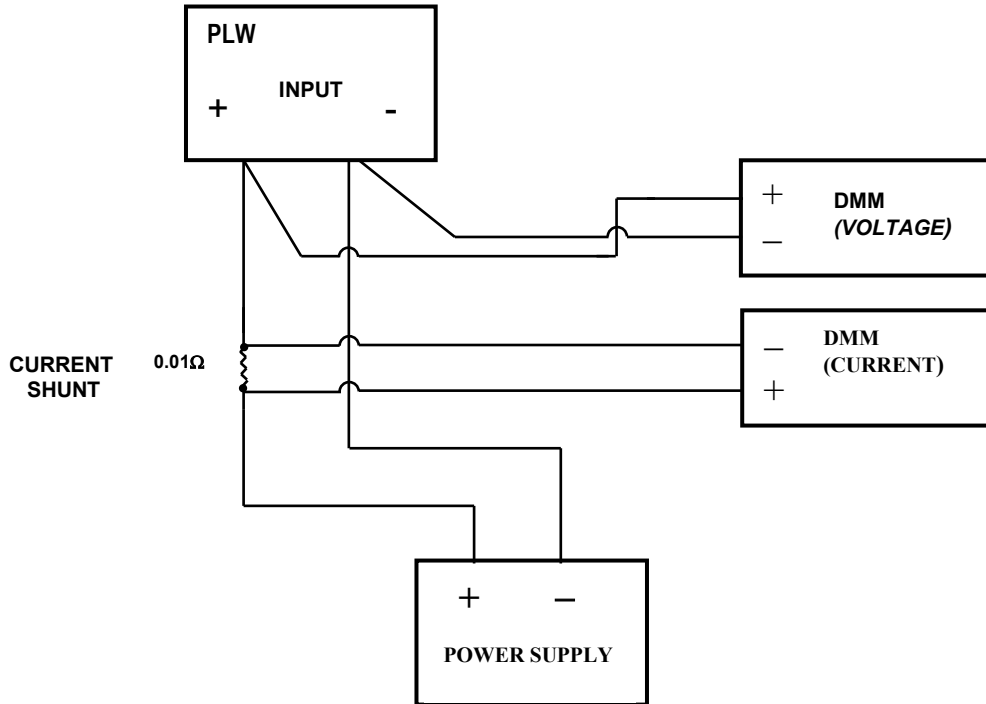 PLW
INPUT
+ -
+ DMM
(VOLTAGE)
−
CURRENT
SHUNT
0.01Ω
− DMM
(CURRENT)
+
+ −
POWER SUPPLY